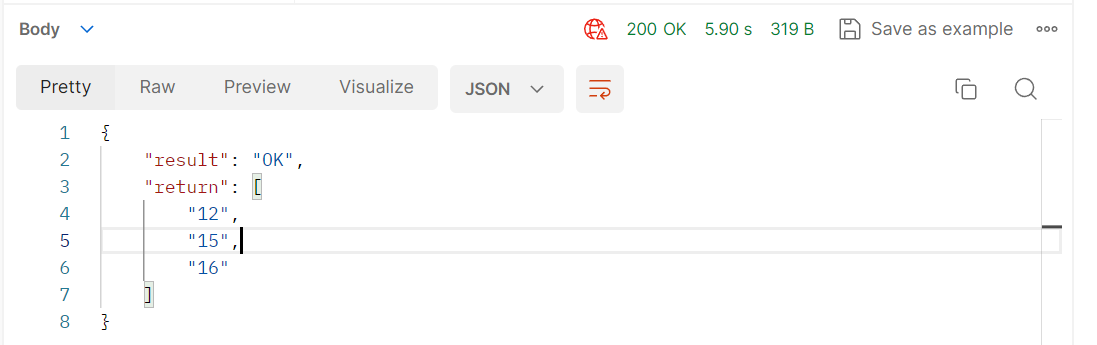 Body 200 OK 5.90 s 319 B Save as example
Pretty Raw Preview Visualize JSON
1 {
2 "result": "OK",
3 "return": [
4 "12",
5 "15",
6 "16"
7 ]
8 }